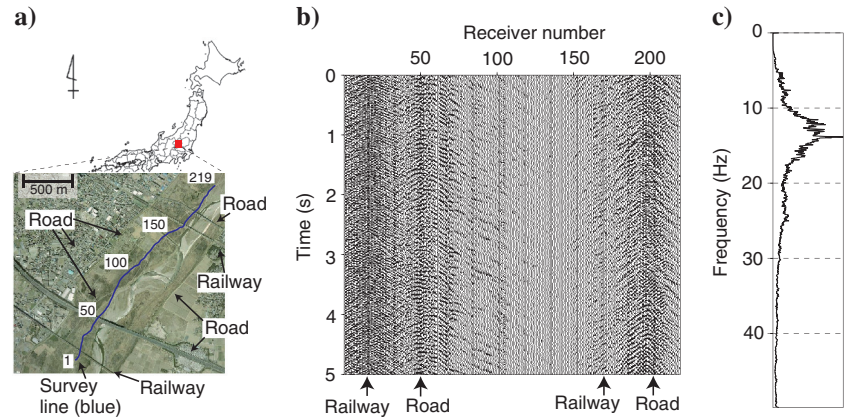 a)
500 m
219
Road
Road
150
100
Railway
50
Road
1
Survey
line (blue)
Railway
b)
Receiver number
50
100
150
200
Time (s)
0
1
2
3
4
5
Railway
Road
Railway
Road
c)
Frequency (Hz)
0
10
20
30
40